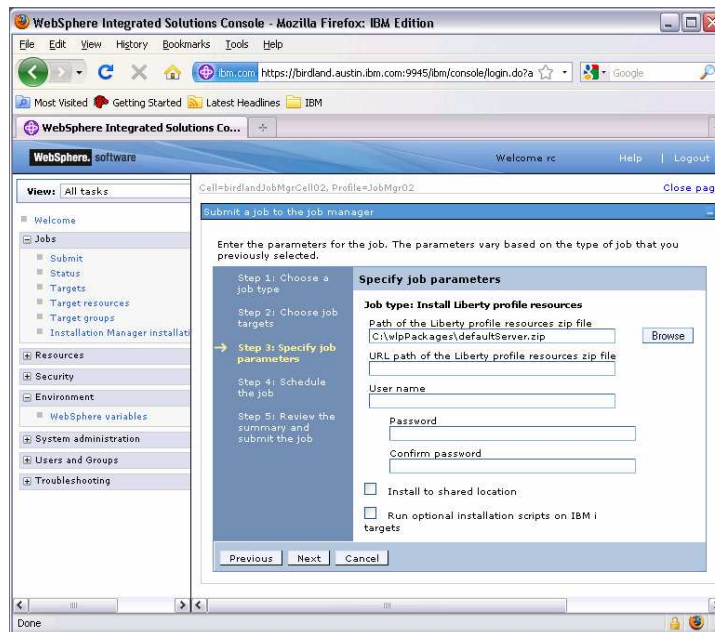 WebSphere Integrated Solutions Console - Mozilla Firefox: IBM Edition
File Edit View History Bookmarks Tools Help
ibm.com https://birdland.austin.ibm.com:9945/ibm/console/login.do?a Google
Most Visited Getting Started Latest Headlines IBM
WebSphere Integrated Solutions Co...
WebSphere. software Welcome rc Help | Logout
View: All tasks
Welcome
Jobs
Submit
Status
Targets
Target resources
Target groups
Installation Manager installati
Resources
Security
Environment
WebSphere variables
System administration
Users and Groups
Troubleshooting
Cell=birdlandJobMgrCell02, Profile=JobMgr02 Close pag
Submit a job to the job manager
Enter the parameters for the job. The parameters vary based on the type of job that you
previously selected.
Step 1: Choose a
job type
Step 2: Choose job
targets
Step 3: Specify job
parameters
Step 4: Schedule
the job
Step 5: Review the
summary and
submit the job
Specify job parameters
Job type: Install Liberty profile resources
Path of the Liberty profile resources zip file
C:\wlpPackages\defaultServer.zip Browse
URL path of the Liberty profile resources zip file
User name
Password
Confirm password
Install to shared location
Run optional installation scripts on IBM i
targets
Previous Next Cancel
Done